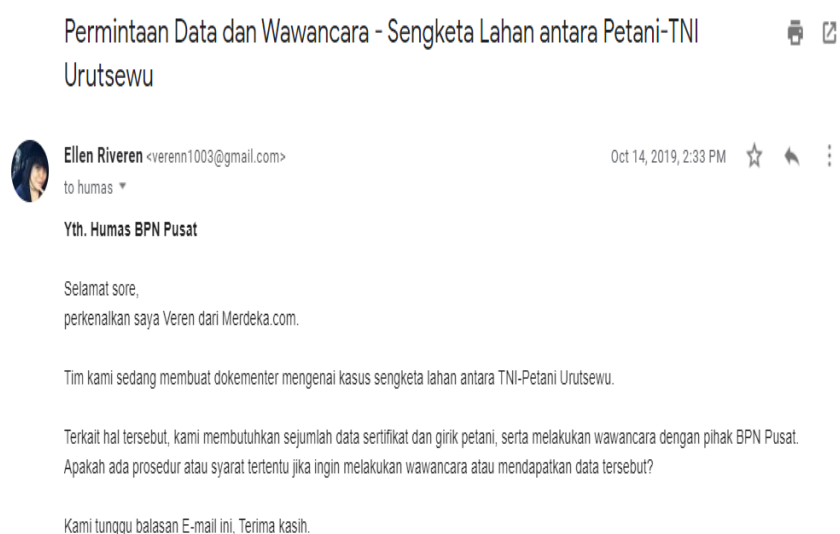 Permintaan Data dan Wawancara - Sengketa Lahan antara Petani-TNI
Urutsewu
Ellen Riveren <verenn1003@gmail.com>
Oct 14, 2019, 2:33 PM
to humas
Yth. Humas BPN Pusat
Selamat sore,
perkenalkan saya Veren dari Merdeka.com.
Tim kami sedang membuat dokementer mengenai kasus sengketa lahan antara TNI-Petani Urutsewu.
Terkait hal tersebut, kami membutuhkan sejumlah data sertifikat dan girik petani, serta melakukan wawancara dengan pihak BPN Pusat.
Apakah ada prosedur atau syarat tertentu jika ingin melakukan wawancara atau mendapatkan data tersebut?
Kami tunggu balasan E-mail ini, Terima kasih.